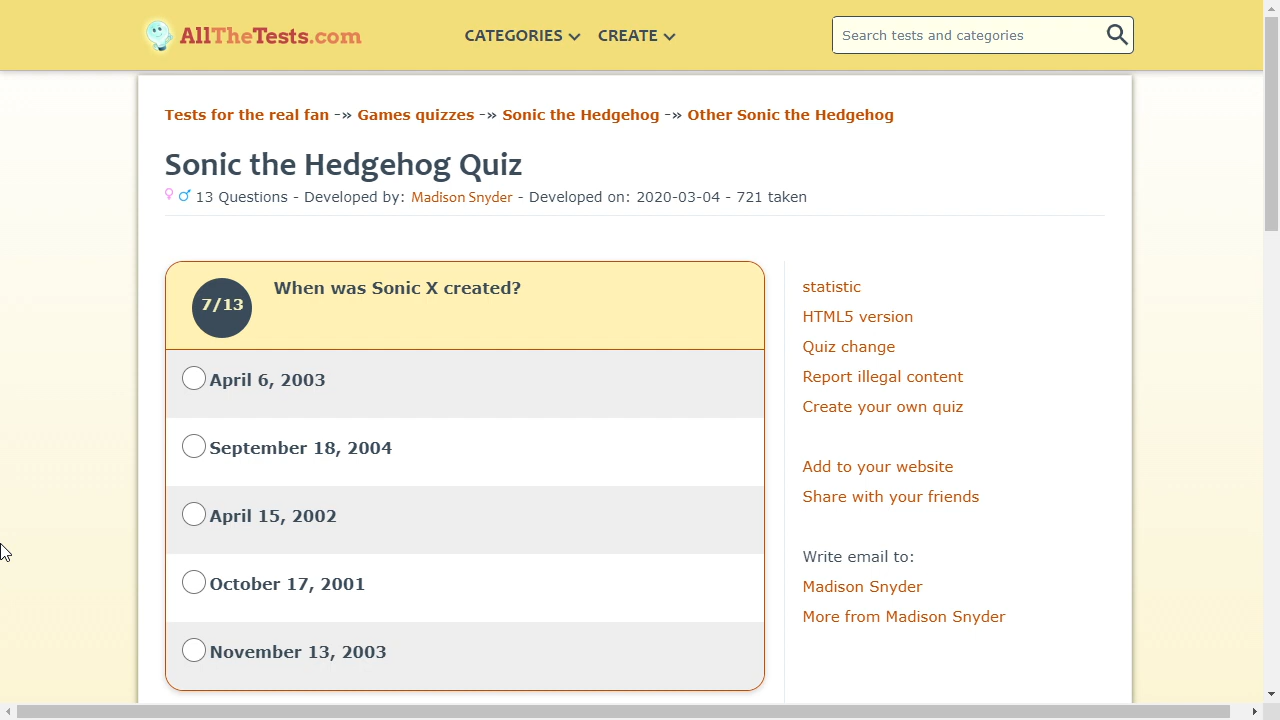 AllTheTests.com
CATEGORIES
CREATE
Search tests and categories
Tests for the real fan -» Games quizzes -» Sonic the Hedgehog -» Other Sonic the Hedgehog
Sonic the Hedgehog Quiz
13 Questions - Developed by: Madison Snyder - Developed on: 2020-03-04 - 721 taken
7/13
When was Sonic X created?
April 6, 2003
September 18, 2004
April 15, 2002
October 17, 2001
November 13, 2003
statistic
HTML5 version
Quiz change
Report illegal content
Create your own quiz
Add to your website
Share with your friends
Write email to:
Madison Snyder
More from Madison Snyder